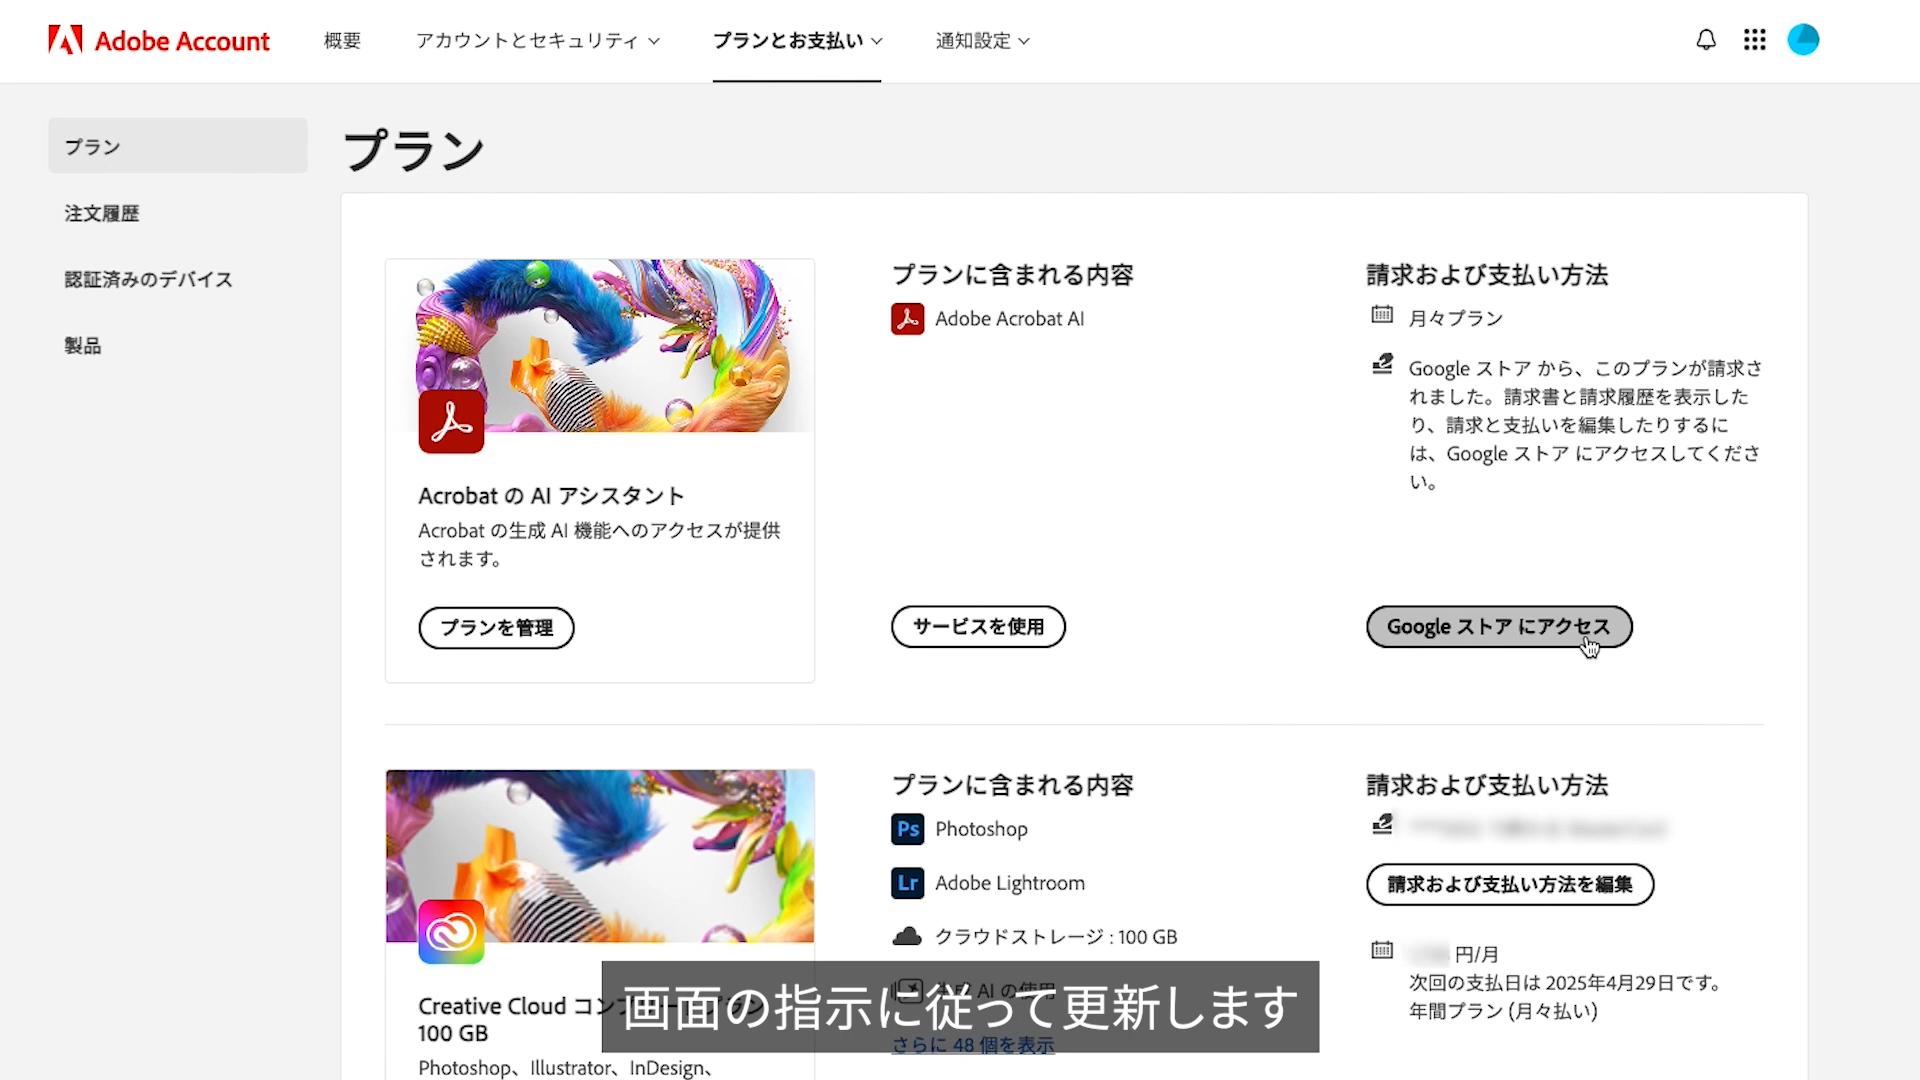 Adobe Account
概要
アカウントとセキュリティ
プランとお支払い
通知設定
プラン
注文履歴
認証済みのデバイス
製品
プラン
Acrobat の AI アシスタント
Acrobat の生成 AI 機能へのアクセスが提供
されます。
プランを管理
プランに含まれる内容
Adobe Acrobat AI
サービスを使用
請求および支払い方法
月々プラン
Google ストア から、このプランが請求さ
れました。請求書と請求履歴を表示した
り、請求と支払いを編集したりするに
は、Google ストア にアクセスしてくださ
い。
Google ストア にアクセス
Creative Cloud コン
100 GB
Photoshop、Illustrator、InDesign、
プランに含まれる内容
Ps Photoshop
Lr Adobe Lightroom
クラウドストレージ : 100 GB
生成 AI の使用
さらに 48 個を表示
請求および支払い方法
請求および支払い方法を編集
円/月
次回の支払日は 2025年4月29日です。
年間プラン (月々払い)
画面の指示に従って更新します